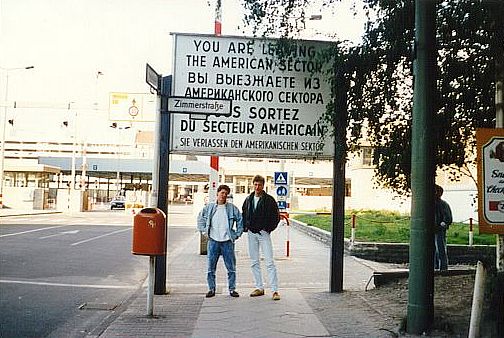 YOU ARE LEAVING
THE AMERICAN SECTOR
ВЫ ВЫЕЗЖАЕТЕ ИЗ
АМЕРИКАНСКОГО СЕКТОРА
VOUS SORTEZ
DU SECTEUR AMÉRICAIN
SIE VERLASSEN DEN AMERIKANISCHEN SEKTOR
Zimmerstraße